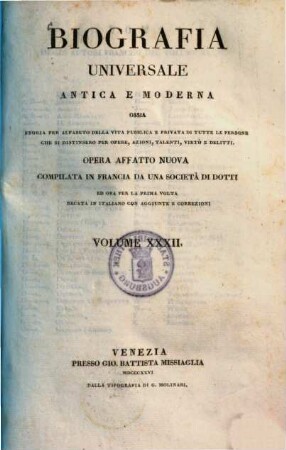 BIOGRAFIA
UNIVERSALE
ANTICA E MODERNA
OSSIA
STORIA PER ALFABETO DELLA VITA PUBBLICA E PRIVATA DI TUTTE LE PERSONE
CHE SI DISTINSERO PER OPERE, AZIONI, TALENTI, VIRTÙ E DELITTI.
OPERA AFFATTO NUOVA
COMPILATA IN FRANCIA DA UNA SOCIETÀ DI DOTTI
ED ORA PER LA PRIMA VOLTA
RECATA IN ITALIANO CON AGGIUNTE E CORREZIONI
VOLUME XXXII.
VENEZIA
PRESSO GIO. BATTISTA MISSIAGLIA
MDCCCXXVI
DALLA TIPOGRAFIA DI G. MOLINARI,